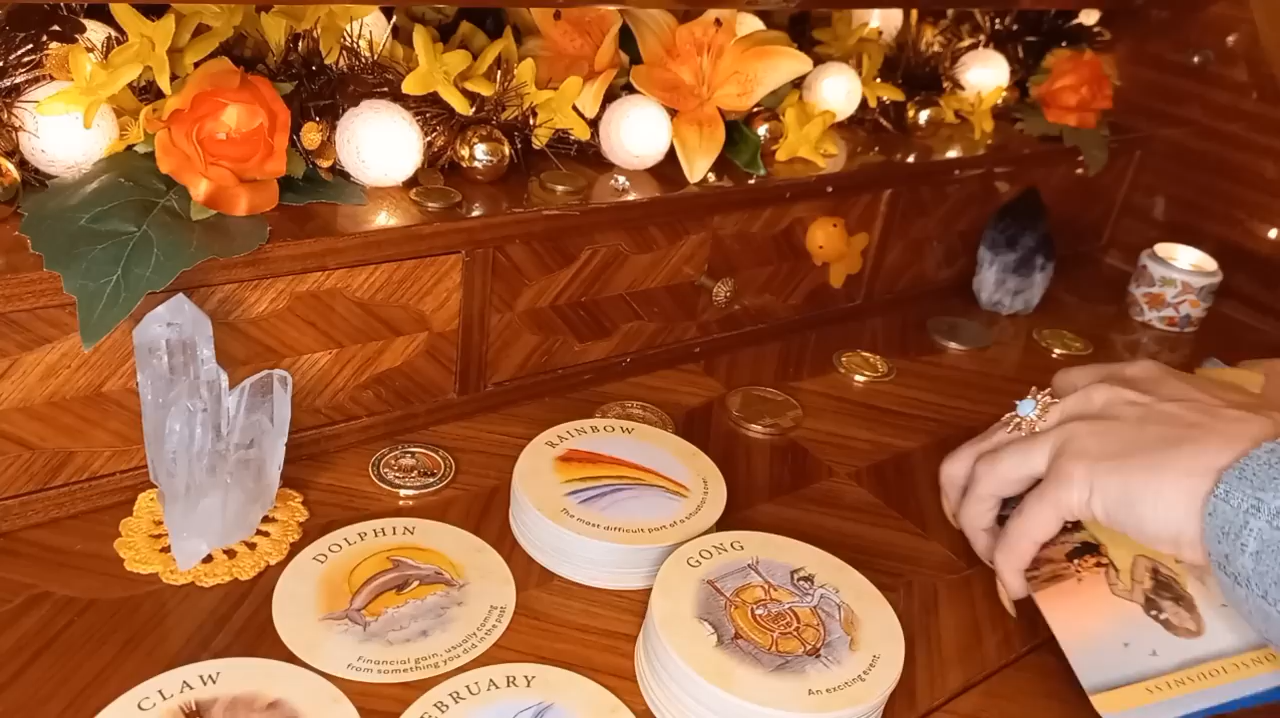 RAINBOW
The most difficult part of a situation is over.
DOLPHIN
Financial gain, usually coming
from something you did in the past.
GONG
An exciting event.
CLAW
EBRUARY
CONSCIOUSNESS